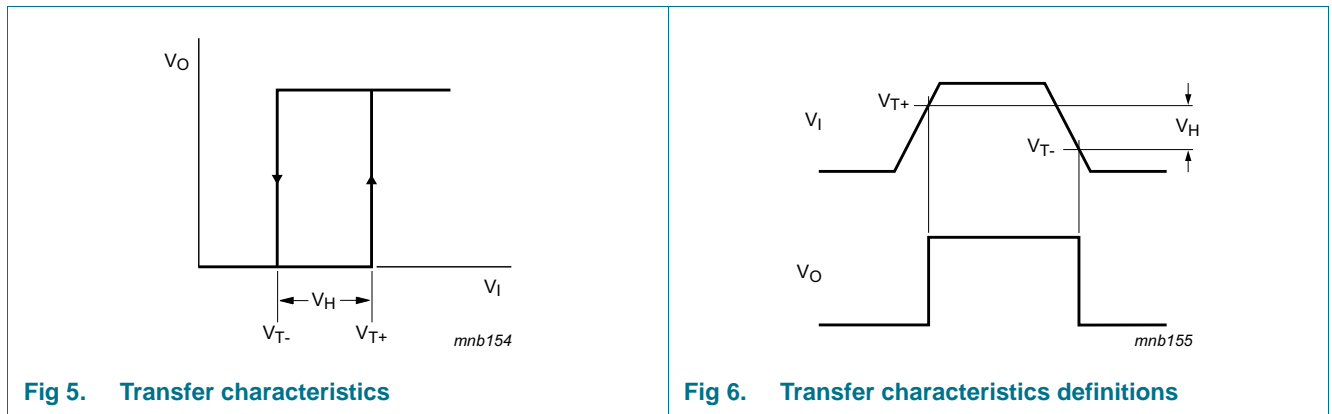 VO
VI
VH
VT-
VT+
mnb154
Fig 5. Transfer characteristics
VT+
VI
VH
VT-
VO
mnb155
Fig 6. Transfer characteristics definitions